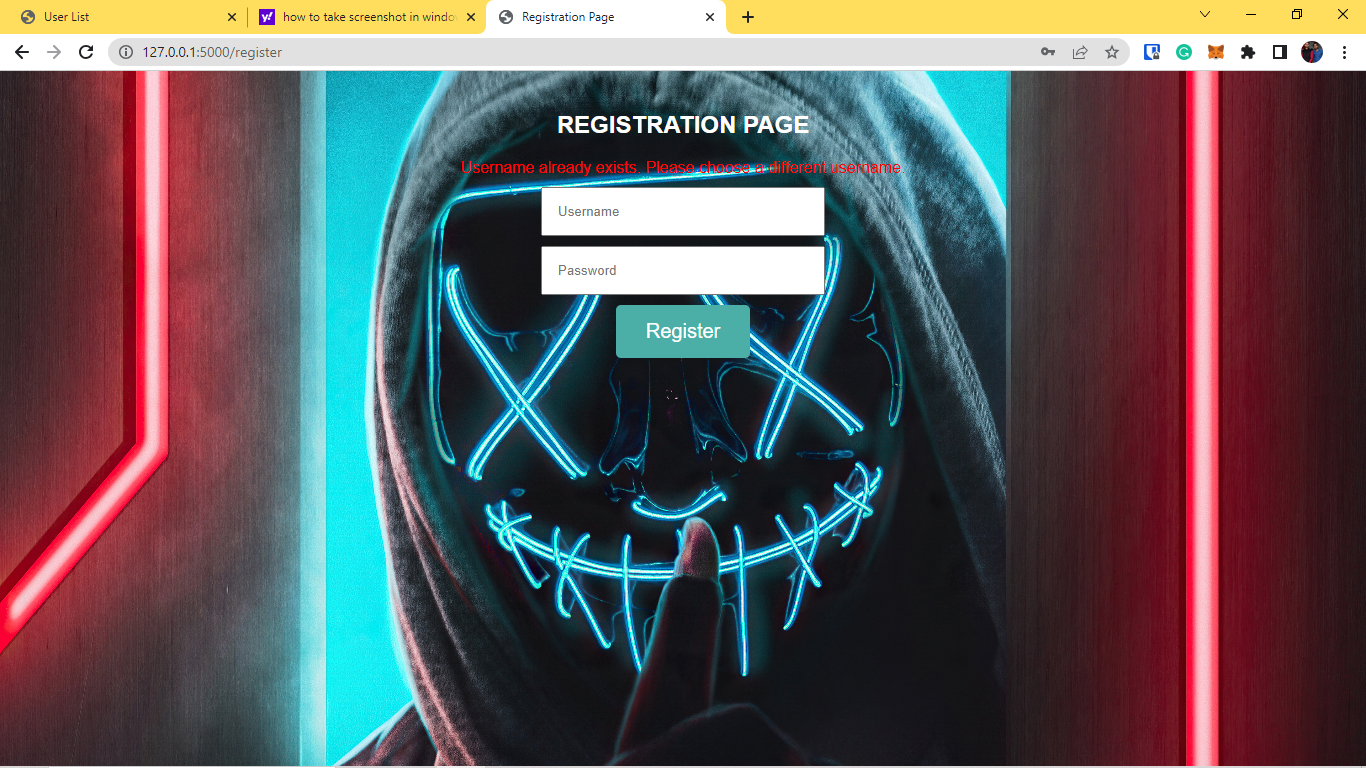 User List
how to take screenshot in windo
Registration Page
127.0.0.1:5000/register
REGISTRATION PAGE
Username already exists. Please choose a different username.
Username
Password
Register